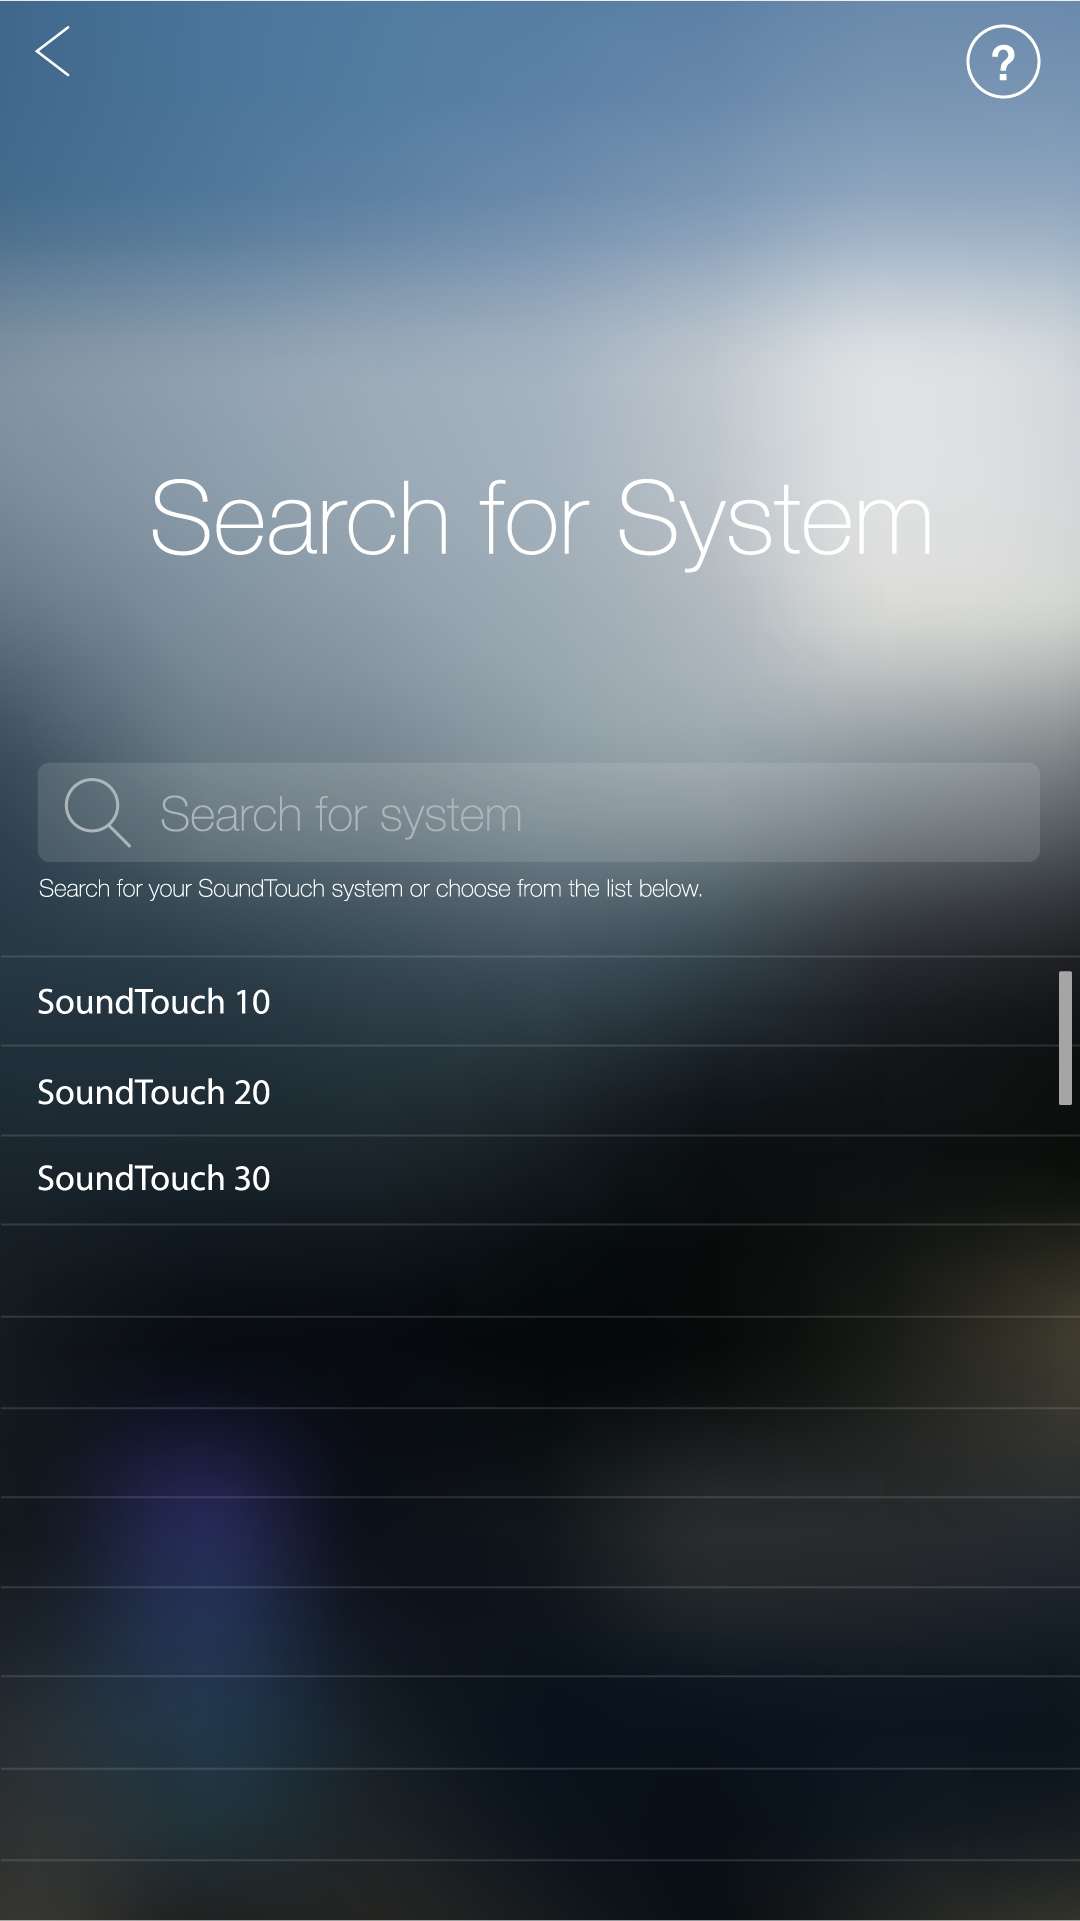 ?
Search for System
Search for system
Search for your SoundTouch system or choose from the list below.
SoundTouch 10
SoundTouch 20
SoundTouch 30